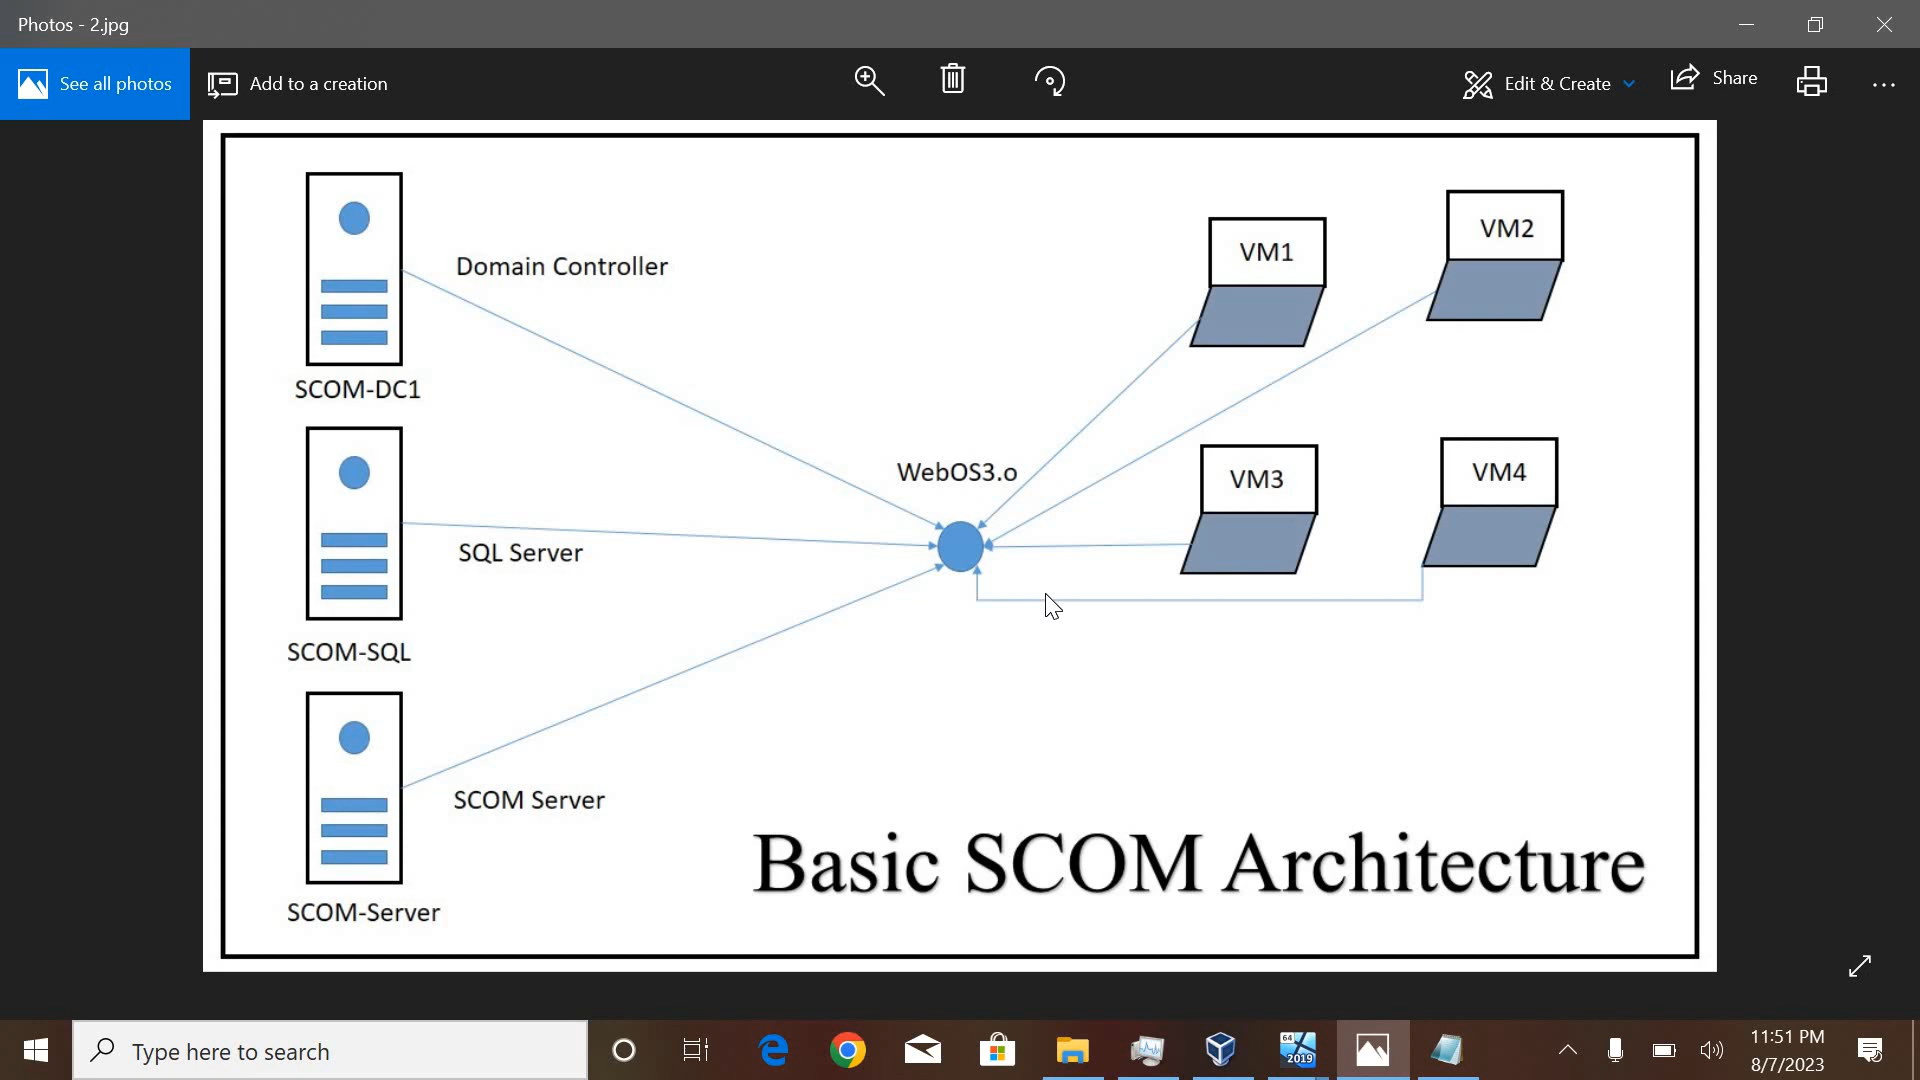 Photos - 2.jpg
See all photos
Add to a creation
Edit & Create
Share
Domain Controller
SCOM-DC1
VM1
VM2
WebOS3.o
VM3
VM4
SQL Server
SCOM-SQL
SCOM Server
SCOM-Server
Basic SCOM Architecture
Type here to search
64
2019
11:51 PM
8/7/2023